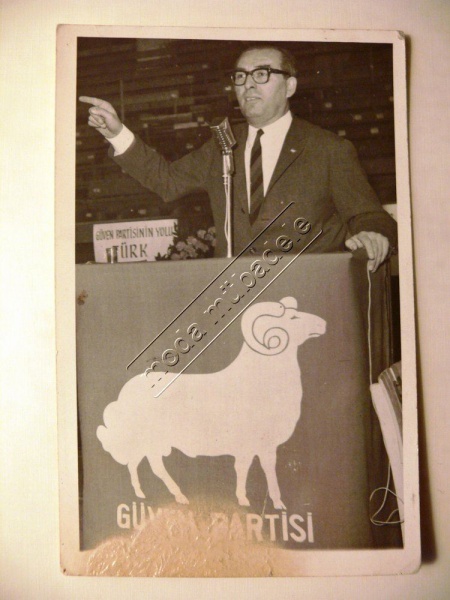 GÜVEN PARTİSİNİN YOLU
TÜRK
moda mübadele
GÜVEN PARTİSİ